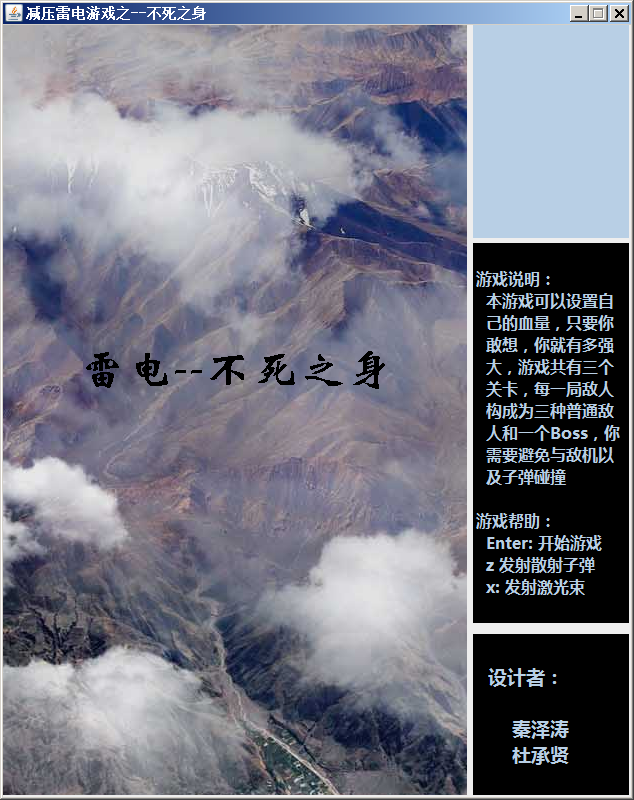 减压雷电游戏之--不死之身
雷电--不死之身
游戏说明：
本游戏可以设置自
己的血量，只要你
敢想，你就有多强
大，游戏共有三个
关卡，每一局敌人
构成为三种普通敌
人和一个Boss，你
需要避免与敌机以
及子弹碰撞
游戏帮助：
Enter: 开始游戏
z 发射散射子弹
x: 发射激光束
设计者：
秦泽涛
杜承贤